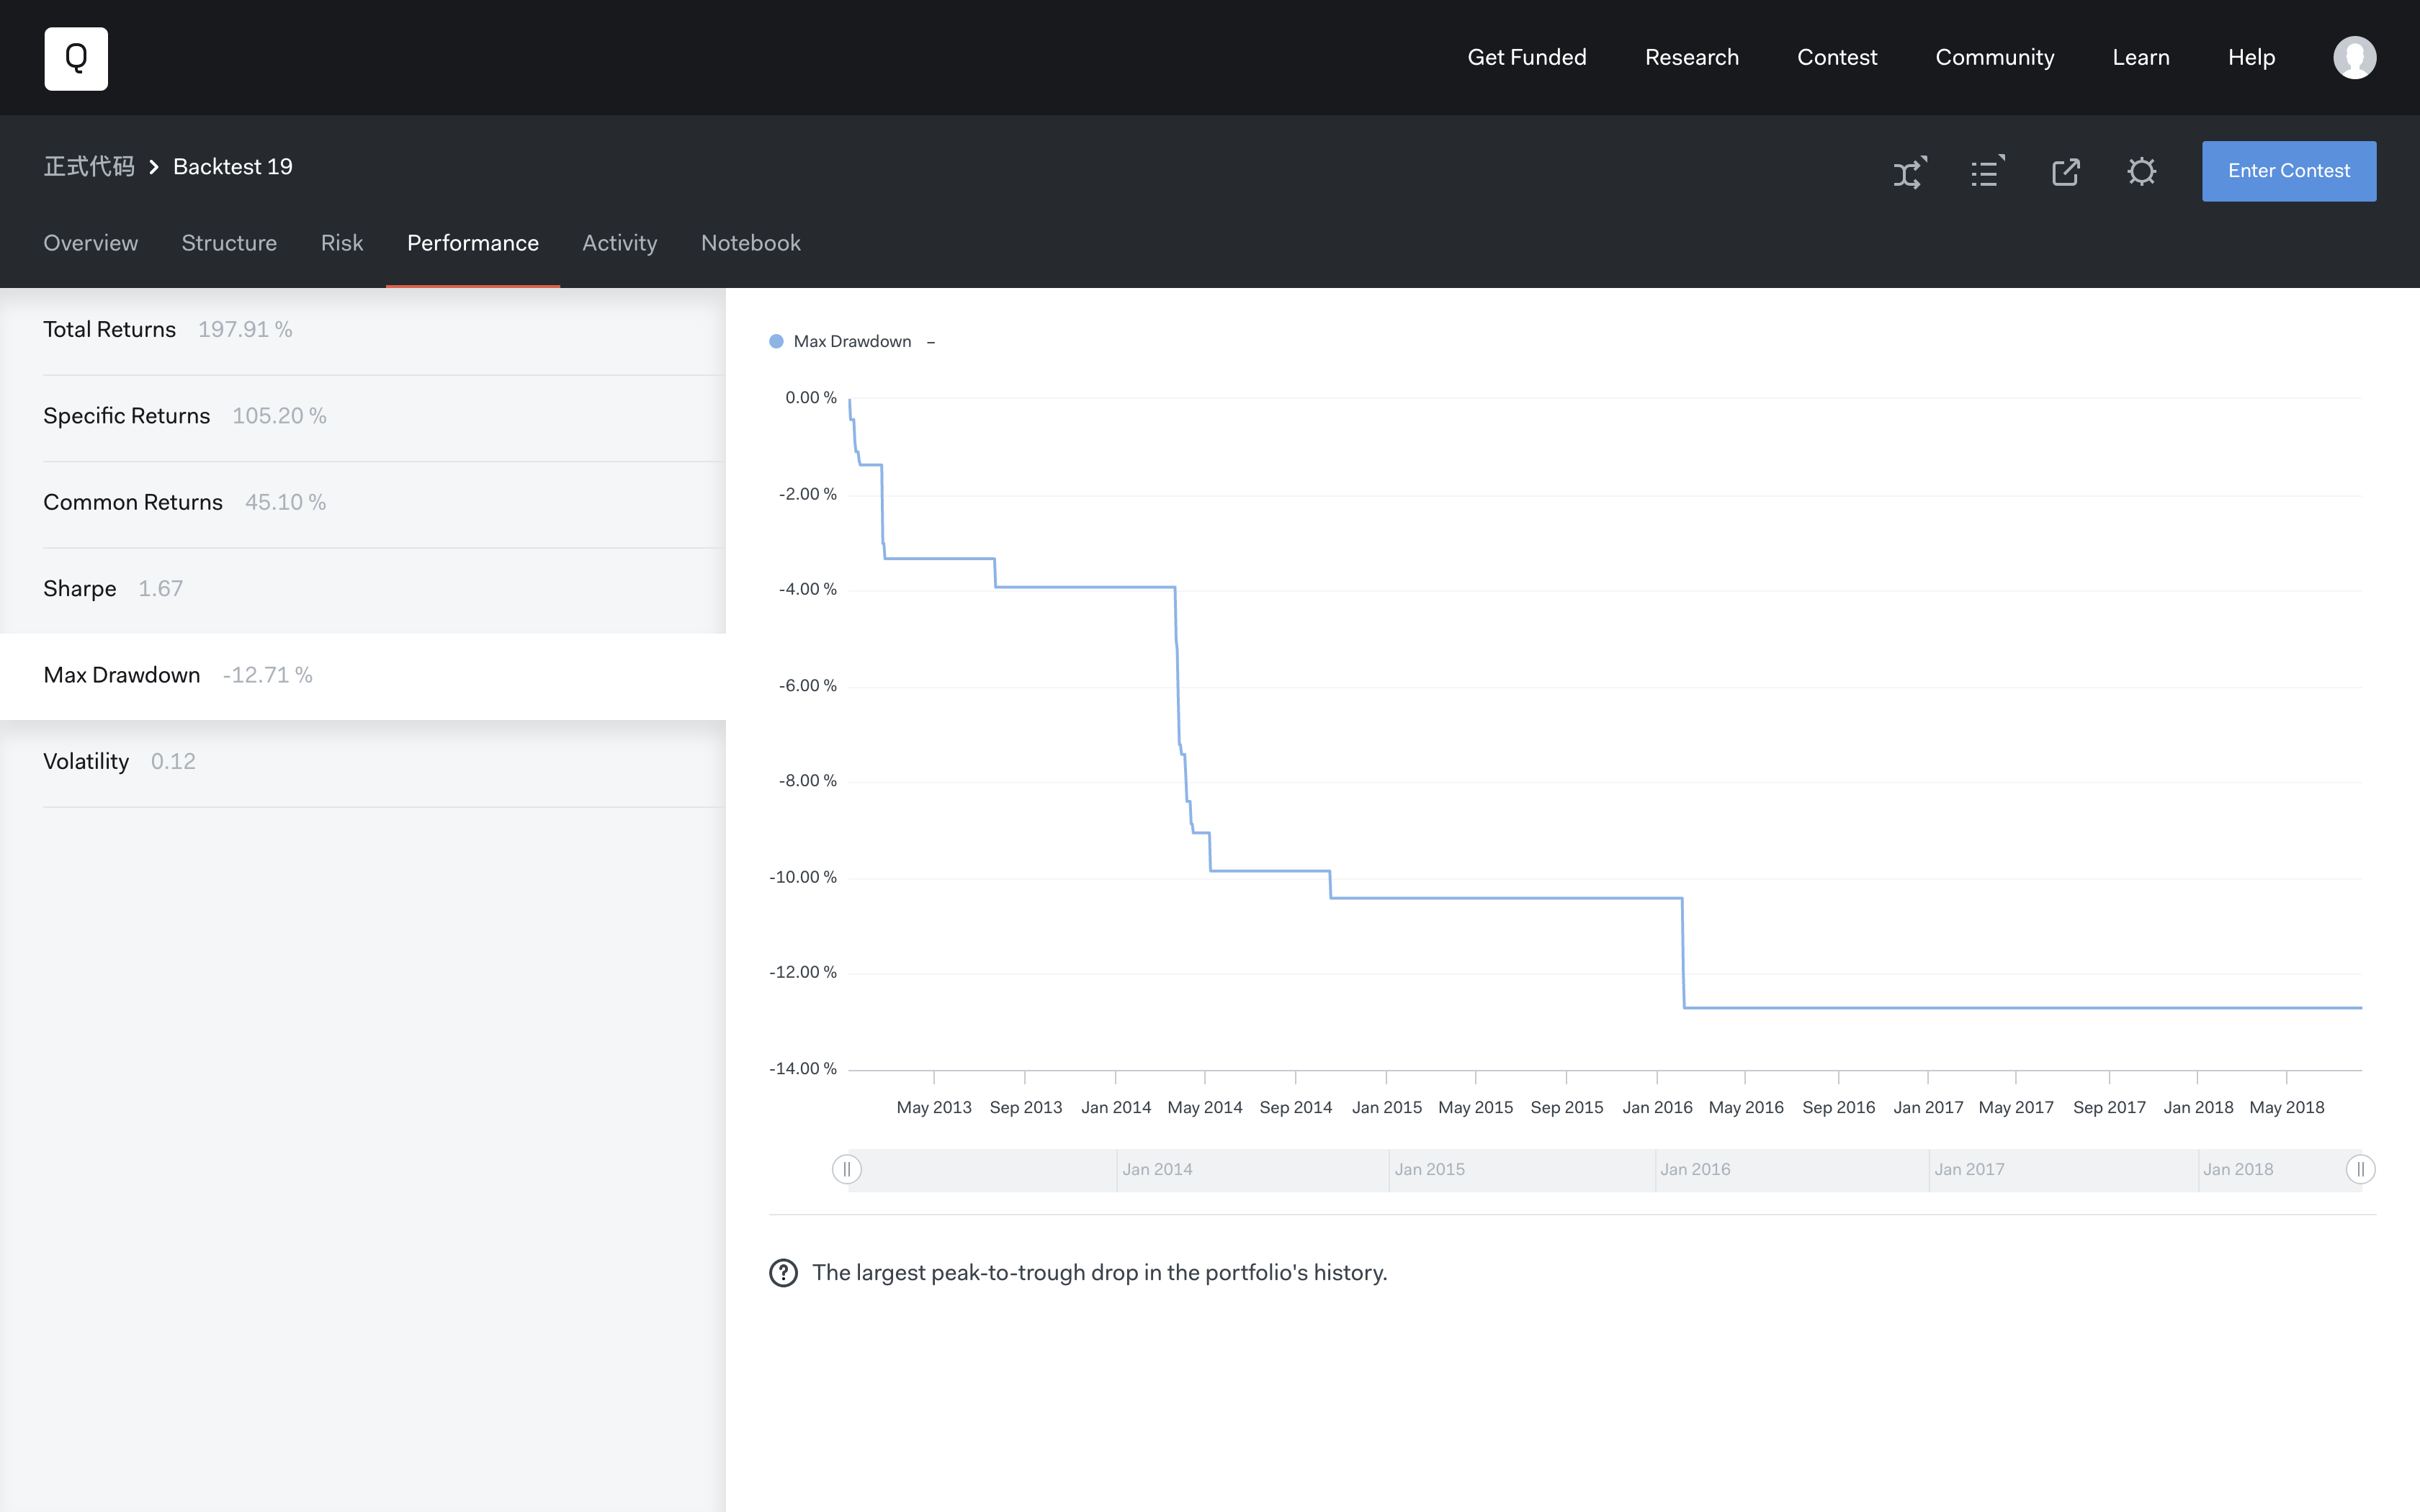 Q
Get Funded Research Contest Community Learn Help
正式代码 Backtest 19
Enter Contest
Overview Structure Risk Performance Activity Notebook
Total Returns 197.91 %
Specific Returns 105.20 %
Common Returns 45.10 %
Sharpe 1.67
Max Drawdown -12.71 %
Volatility 0.12
Max Drawdown –
0.00 %
-2.00 %
-4.00 %
-6.00 %
-8.00 %
-10.00 %
-12.00 %
-14.00 %
May 2013 Sep 2013 Jan 2014 May 2014 Sep 2014 Jan 2015 May 2015 Sep 2015 Jan 2016 May 2016 Sep 2016 Jan 2017 May 2017 Sep 2017 Jan 2018 May 2018
Jan 2014 Jan 2015 Jan 2016 Jan 2017 Jan 2018
? The largest peak-to-trough drop in the portfolio's history.